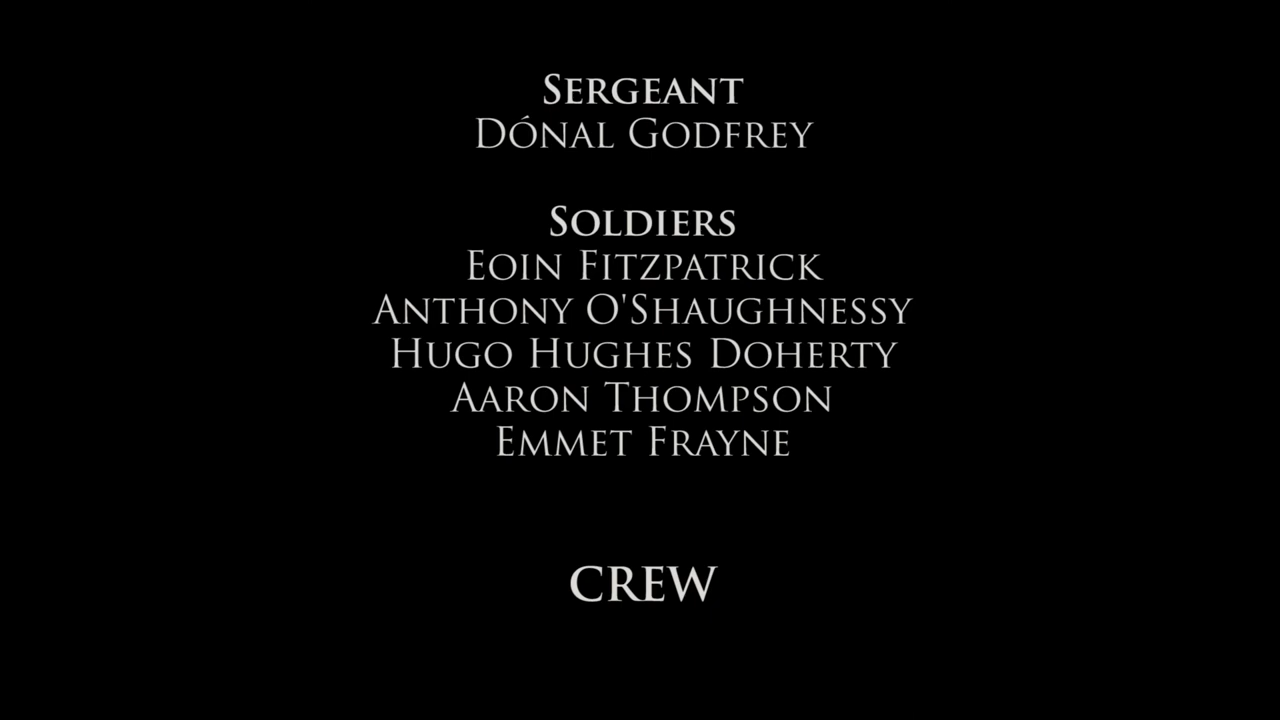 Sergeant
Dónal Godfrey
Soldiers
Eoin Fitzpatrick
Anthony O'Shaughnessy
Hugo Hughes Doherty
Aaron Thompson
Emmet Frayne
CREW